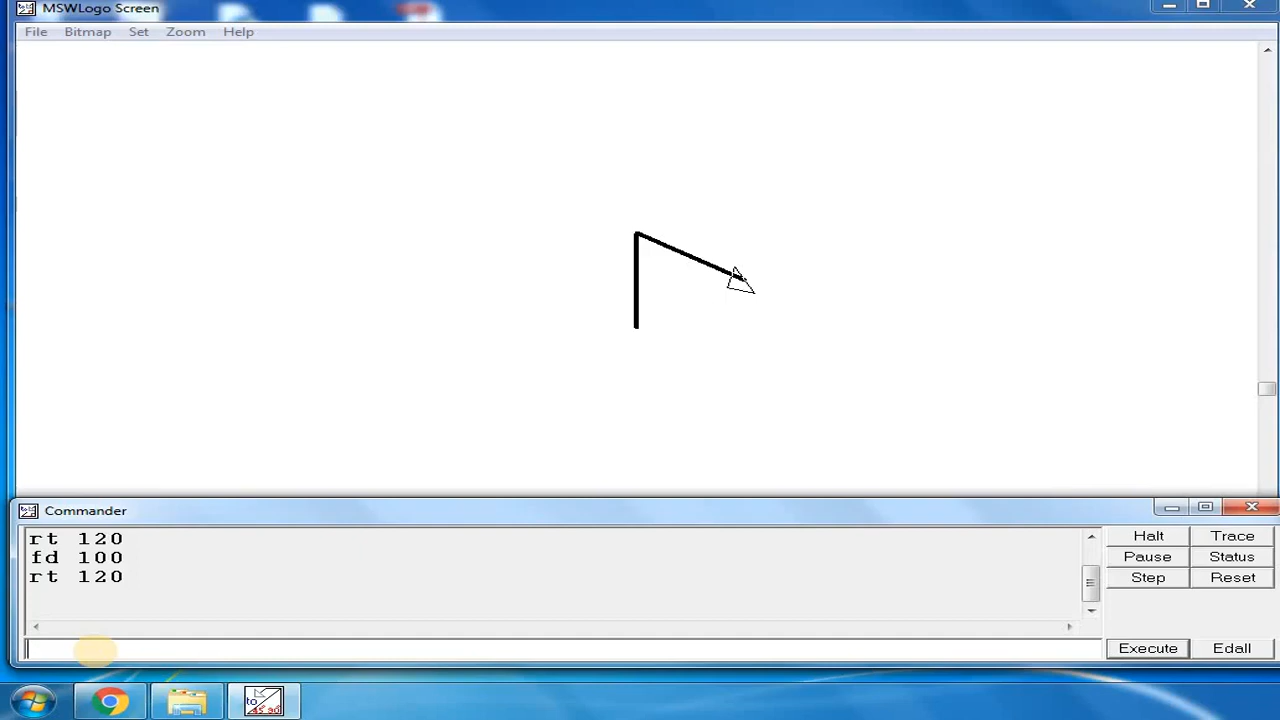 MSWLogo Screen
File Bitmap Set Zoom Help
Commander
rt 120
fd 100
rt 120
Halt Trace
Pause Status
Step Reset
Execute Edall
to